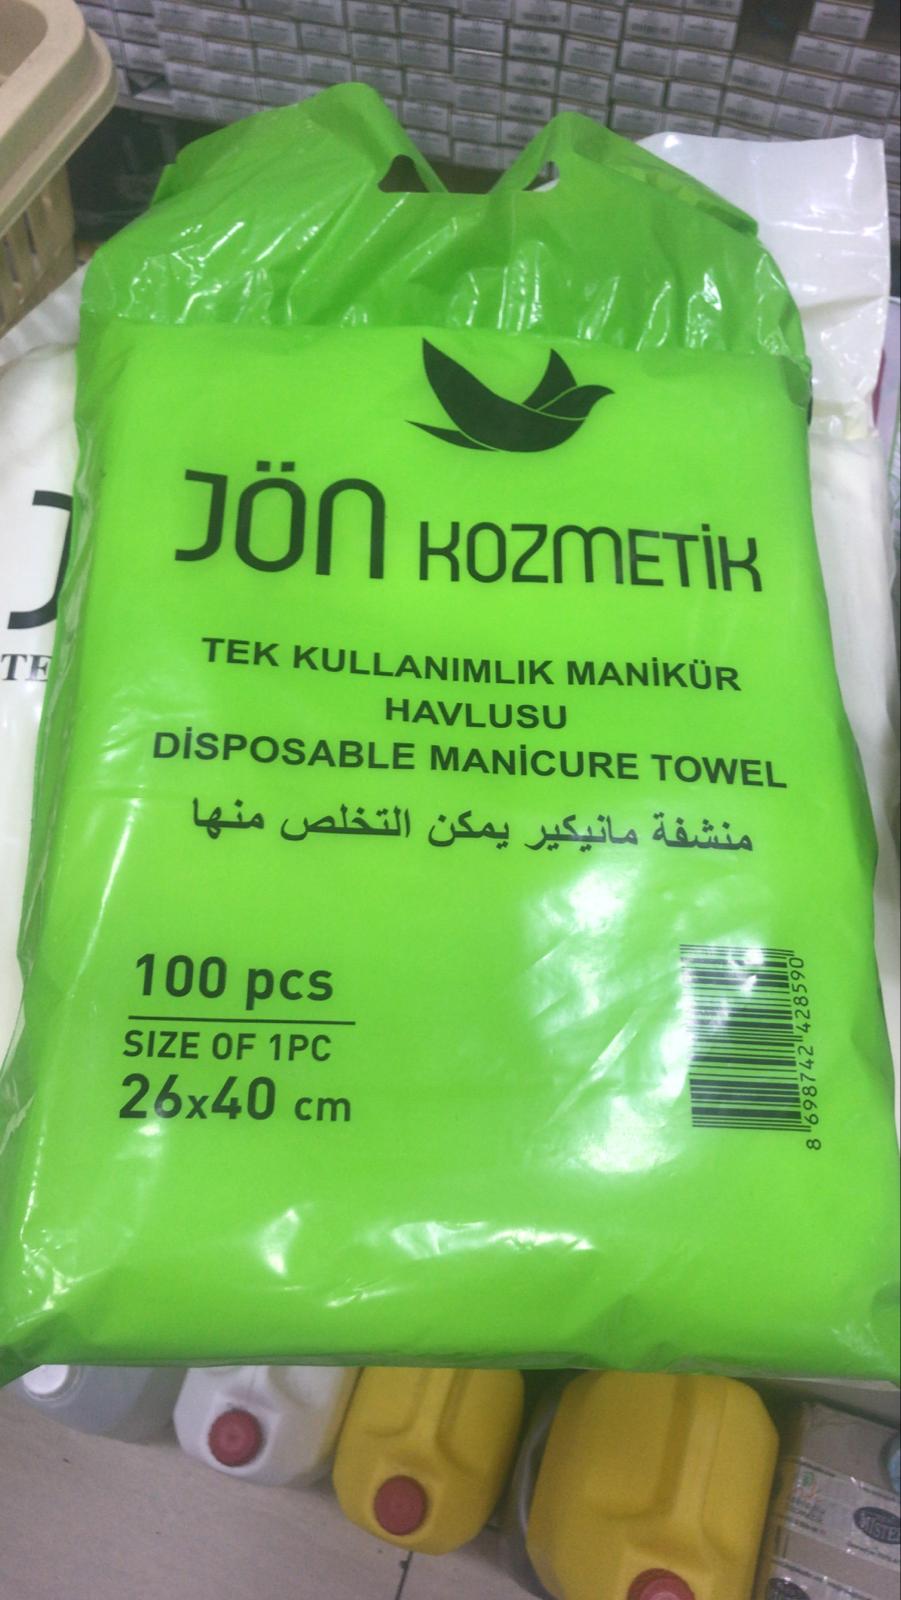 JÖN KOZMETİK
TEK KULLANIMLIK MANİKÜR
HAVLUSU
DİSPOSABLE MANİCURE TOWEL
منشفة مانيكير يمكن التخلص منها
100 pcs
SIZE OF 1PC
26x40 cm
8 698742 428590
J
TE